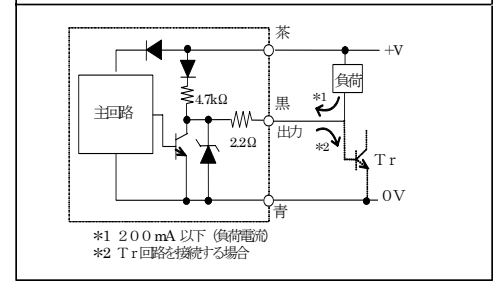 茶
+V
負荷
*1
4.7kΩ
主回路
黒
出力
2.2Ω
*2
Tr
0V
青
*1 200mA 以下 (負荷電流)
*2 Tr回路を接続する場合